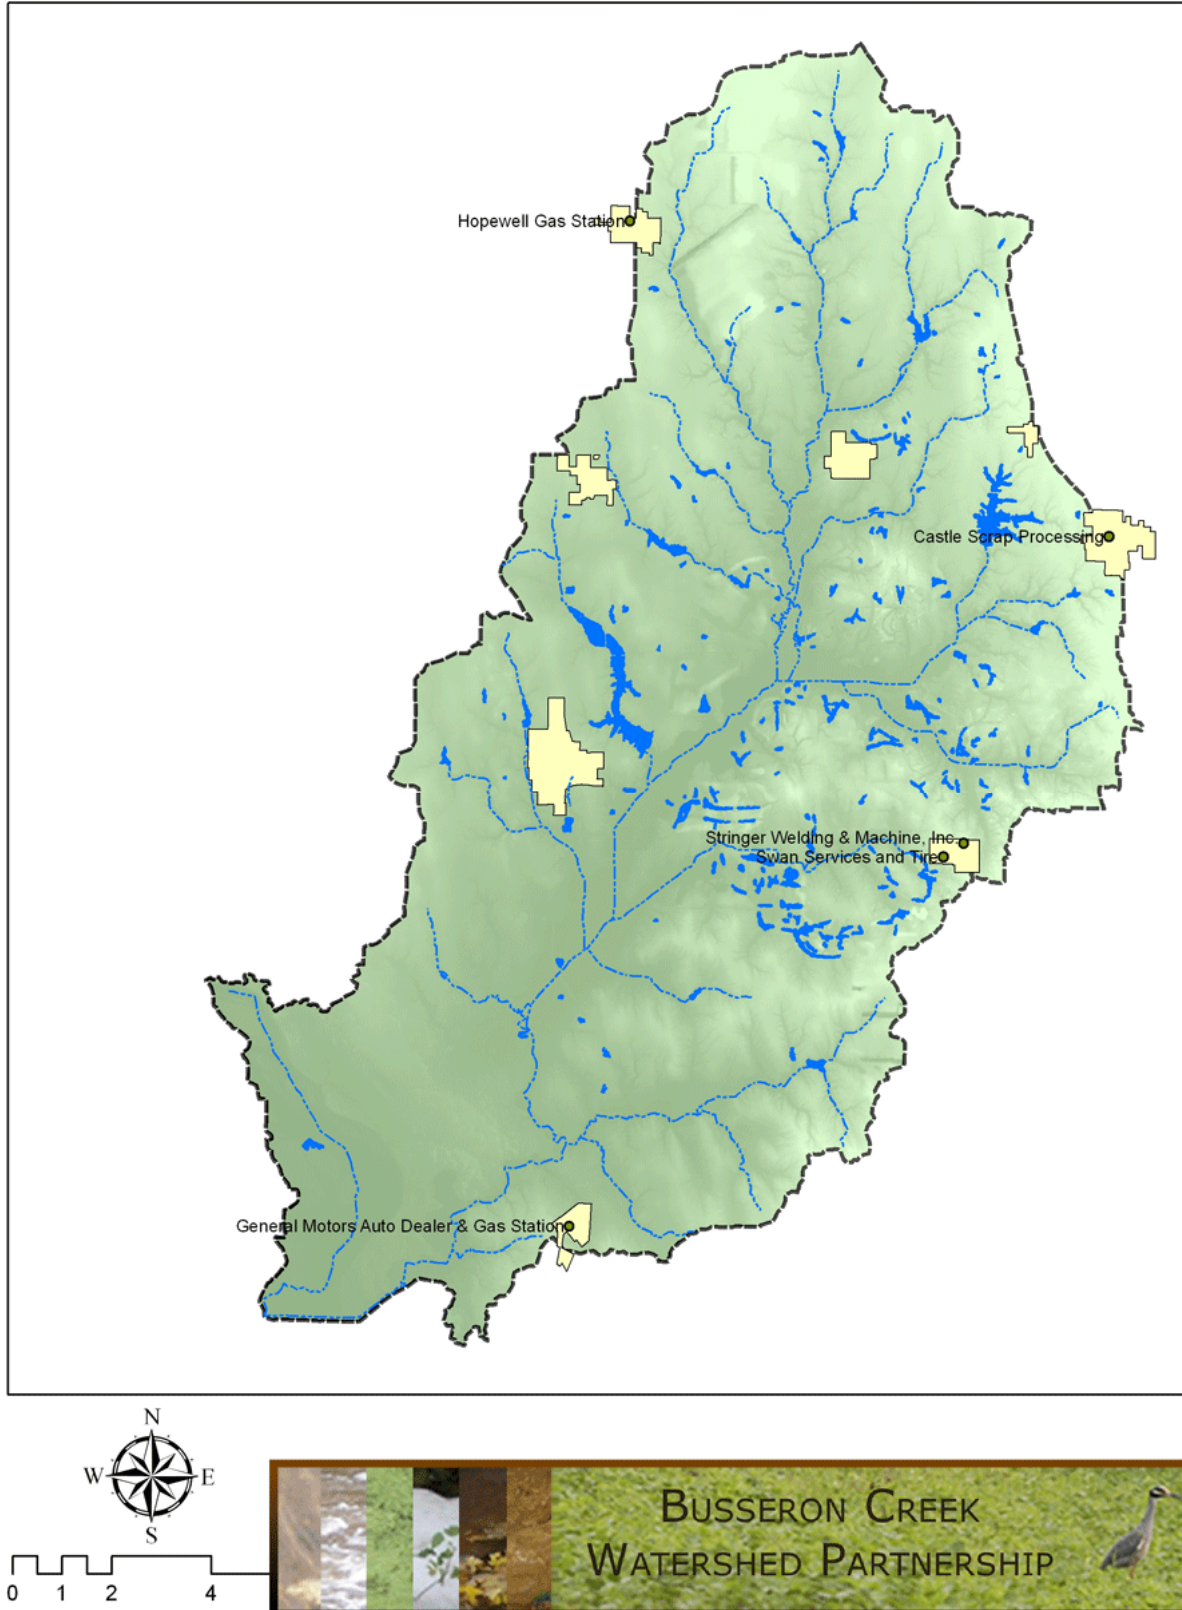 Hopewell Gas Station
Castle Scrap Processing
Stringer Welding & Machine, Inc.
Swan Services and Tire
General Motors Auto Dealer & Gas Station
N
W E
S
0 1 2 4
BUSSERON CREEK
WATERSHED PARTNERSHIP